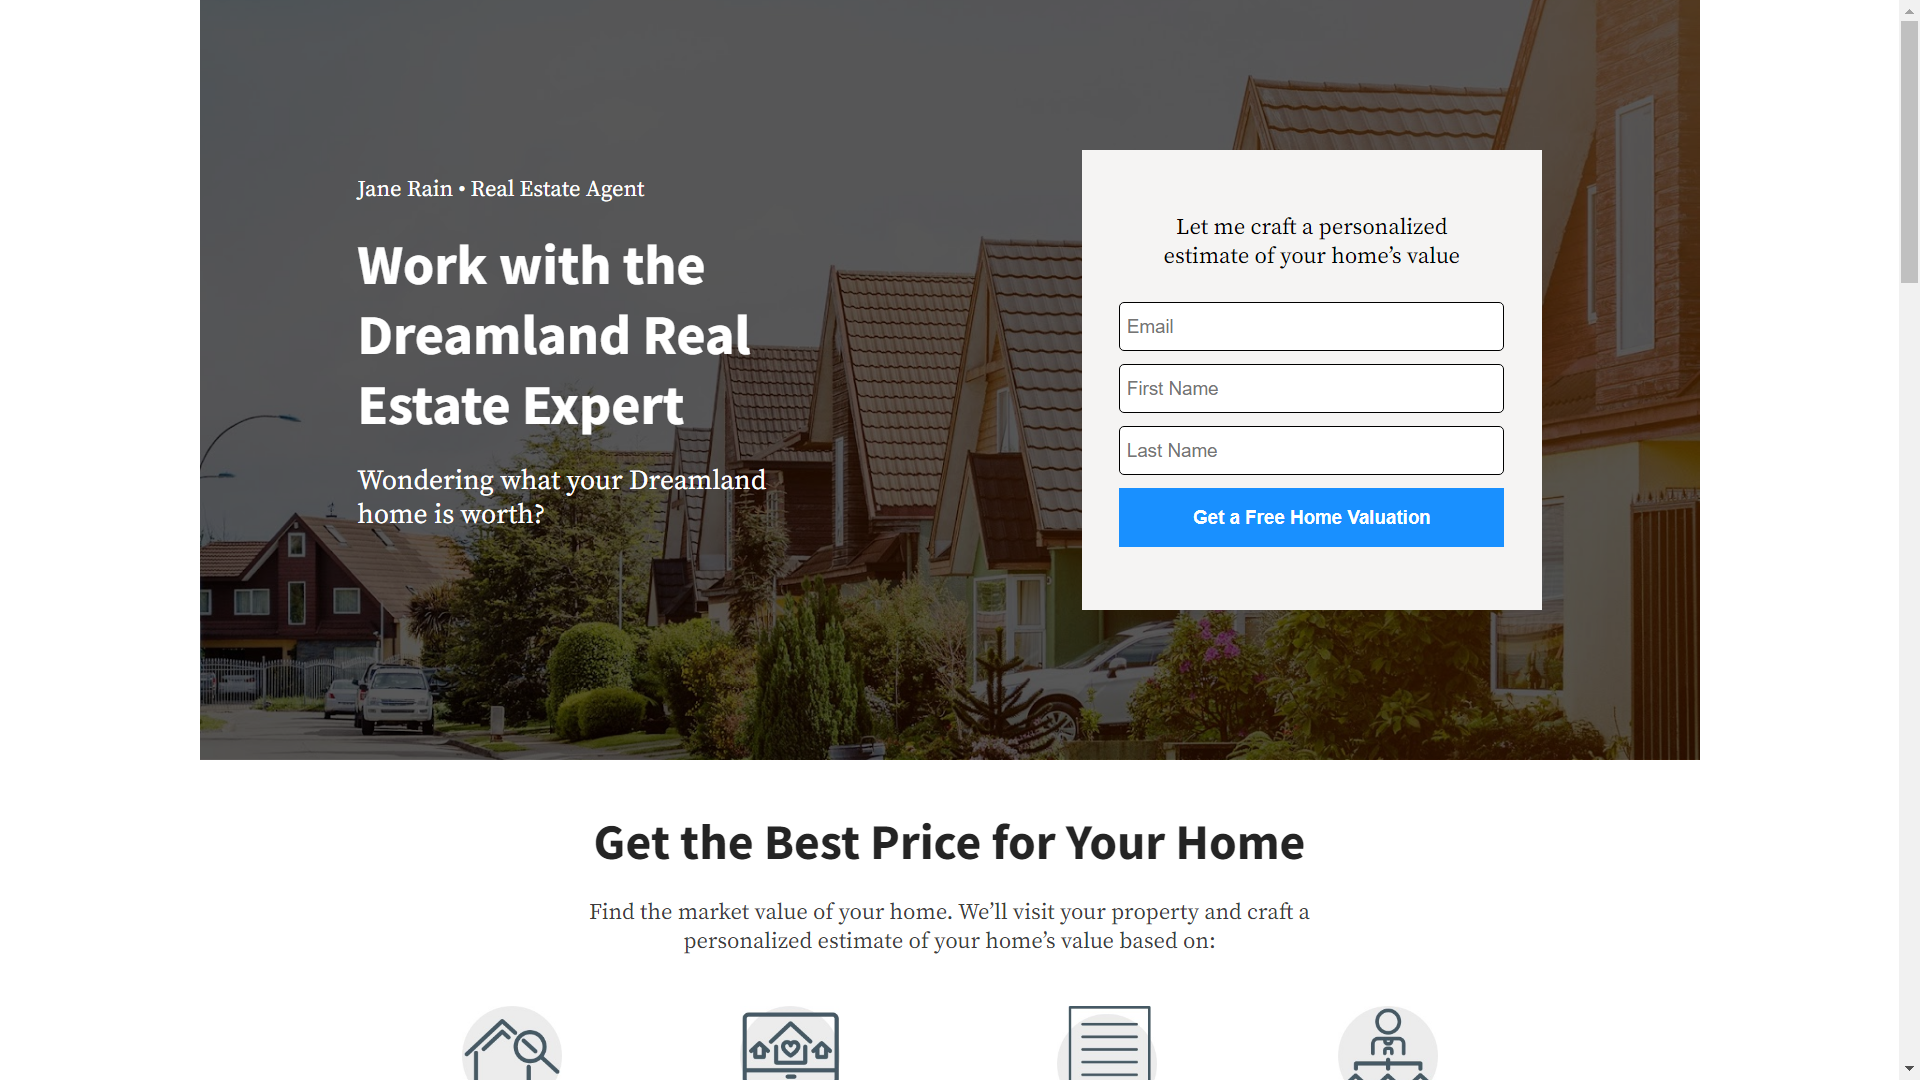 Jane Rain • Real Estate Agent
Work with the
Dreamland Real
Estate Expert
Wondering what your Dreamland
home is worth?
Let me craft a personalized
estimate of your home’s value
Email
First Name
Last Name
Get a Free Home Valuation
Get the Best Price for Your Home
Find the market value of your home. We’ll visit your property and craft a
personalized estimate of your home’s value based on: